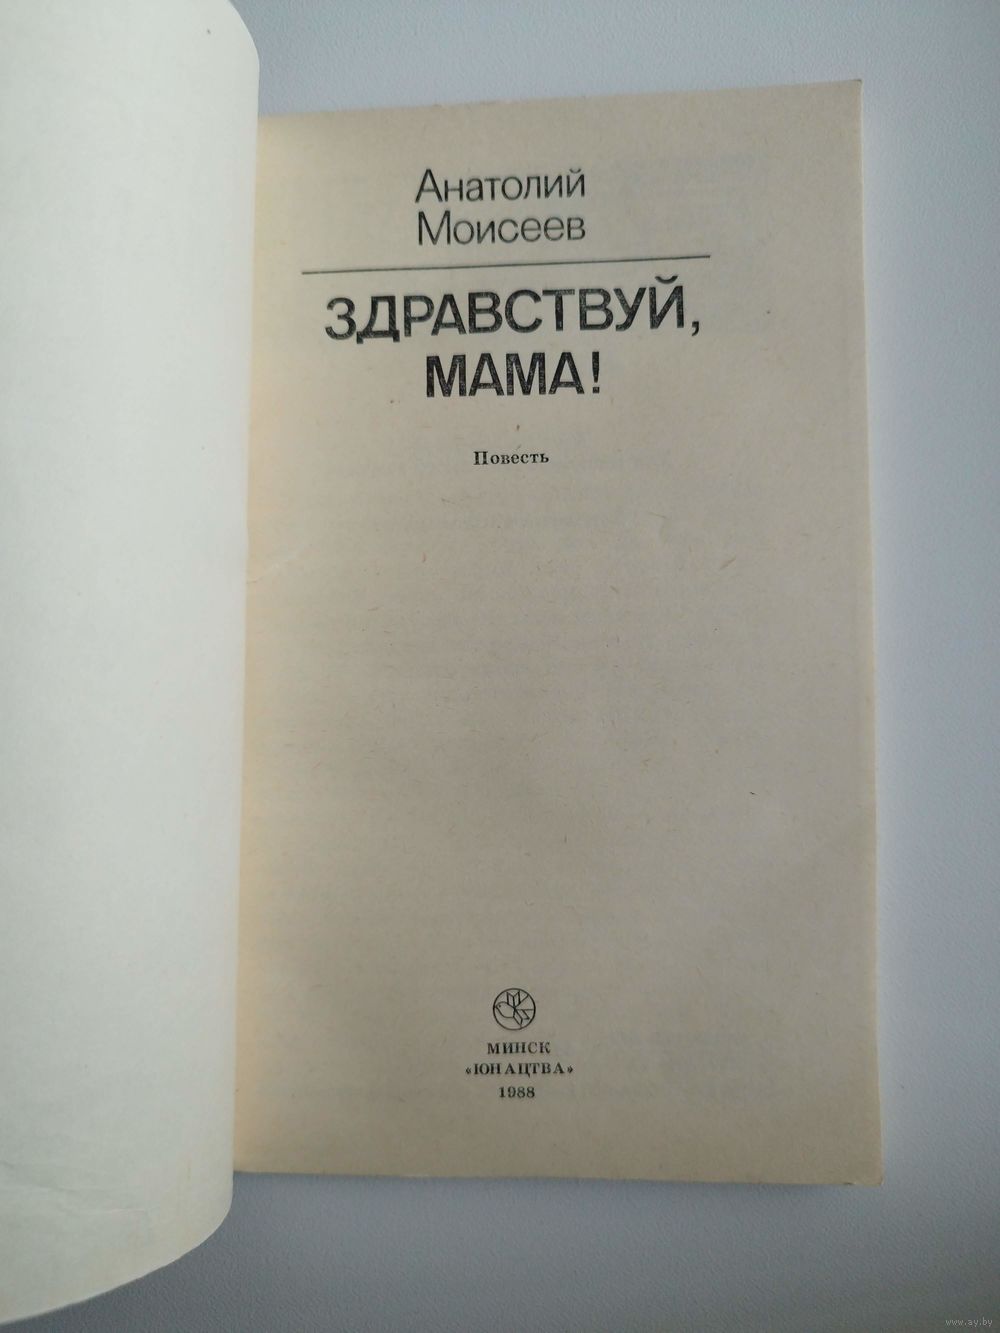 Анатолий
Моисеев
ЗДРАВСТВУЙ,
МАМА!
Повесть
МИНСК
«ЮНАЦТВА»
1988
www.ay.by